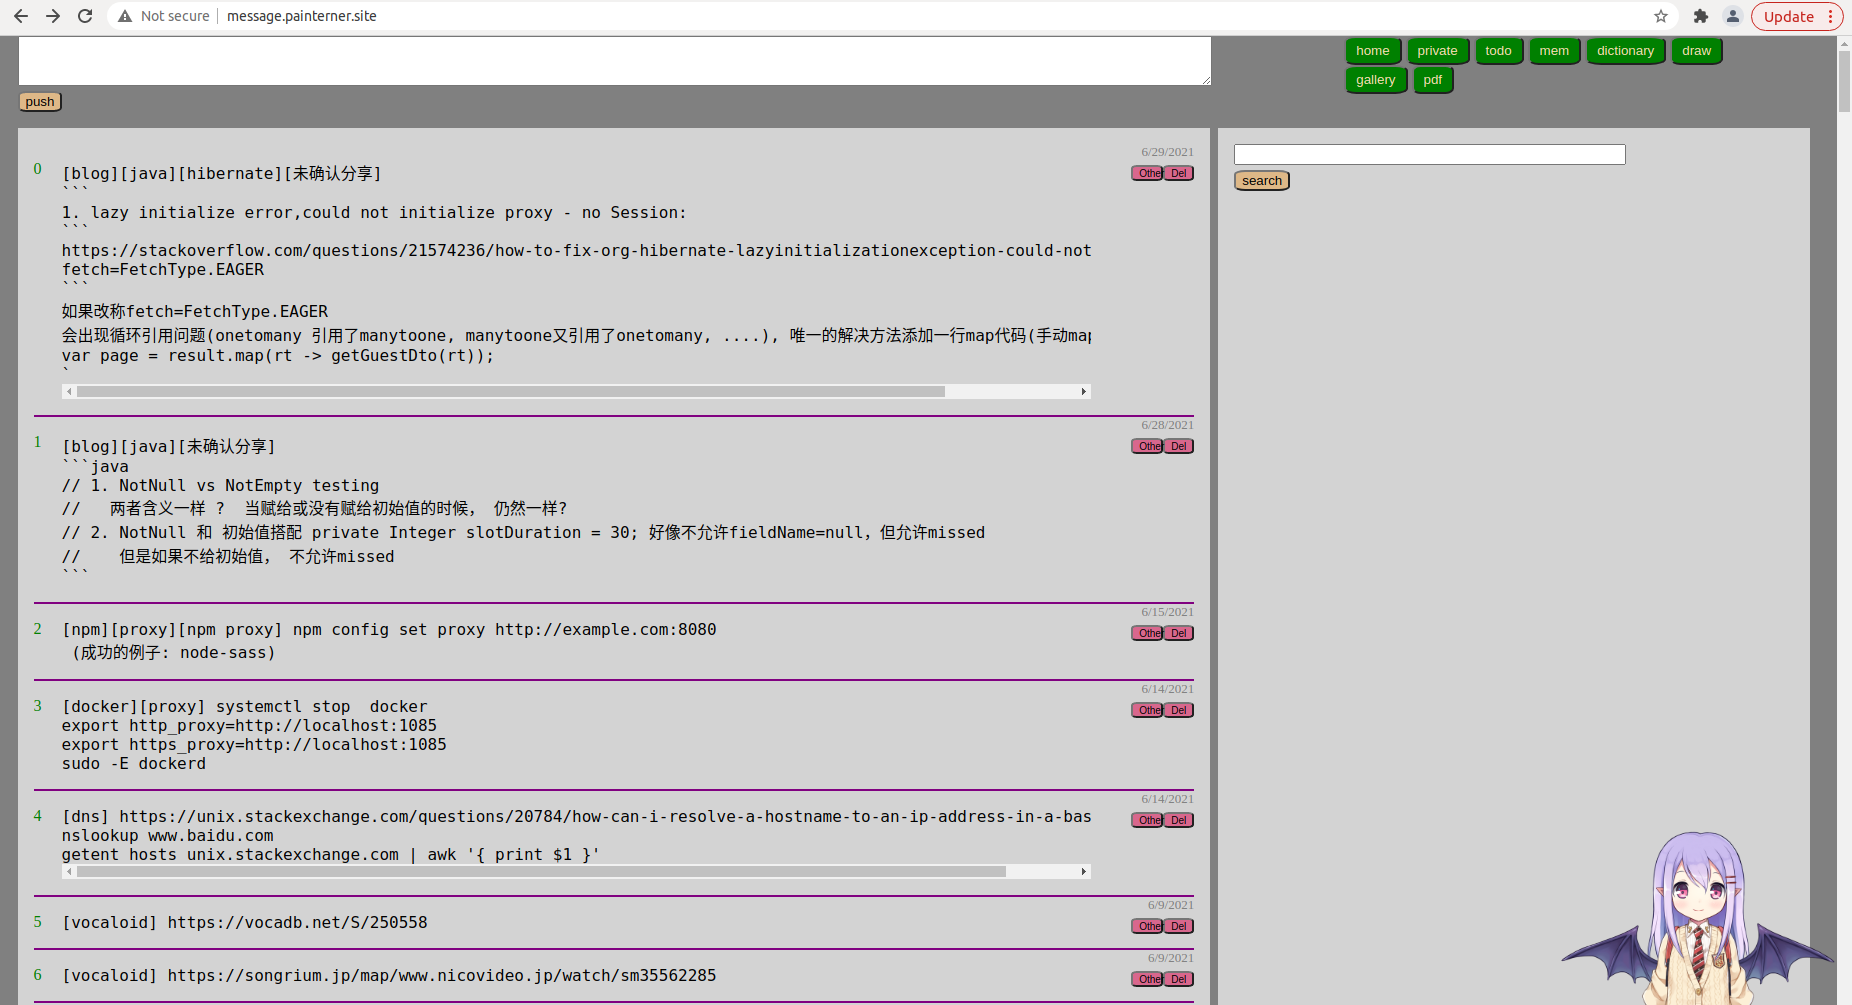 Not secure message.painterner.site
Update
home private todo mem dictionary draw
gallery pdf
push
6/29/2021
0
Other Del
[blog][java][hibernate][未确认分享]
```
1. lazy initialize error,could not initialize proxy - no Session:
```
https://stackoverflow.com/questions/21574236/how-to-fix-org-hibernate-lazyinitializationexception-could-not
fetch=FetchType.EAGER
```
如果改称fetch=FetchType.EAGER
会出现循环引用问题(onetomany 引用了manytoone, manytoone又引用了onetomany, ....), 唯一的解决方法添加一行map代码(手动map
var page = result.map(rt -> getGuestDto(rt));
`
search
6/28/2021
1
Other Del
[blog][java][未确认分享]
```java
// 1. NotNull vs NotEmpty testing
//   两者含义一样 ?  当赋给或没有赋给初始值的时候, 仍然一样?
// 2. NotNull 和 初始值搭配 private Integer slotDuration = 30; 好像不允许fieldName=null，但允许missed
//    但是如果不给初始值， 不允许missed
```
6/15/2021
2
Other Del
[npm][proxy][npm proxy] npm config set proxy http://example.com:8080
(成功的例子: node-sass)
6/14/2021
3
Other Del
[docker][proxy] systemctl stop  docker
export http_proxy=http://localhost:1085
export https_proxy=http://localhost:1085
sudo -E dockerd
6/14/2021
4
Other Del
[dns] https://unix.stackexchange.com/questions/20784/how-can-i-resolve-a-hostname-to-an-ip-address-in-a-bas
nslookup www.baidu.com
getent hosts unix.stackexchange.com | awk '{ print $1 }'
6/9/2021
5
Other Del
[vocaloid] https://vocadb.net/S/250558
6/9/2021
6
Other Del
[vocaloid] https://songrium.jp/map/www.nicovideo.jp/watch/sm35562285